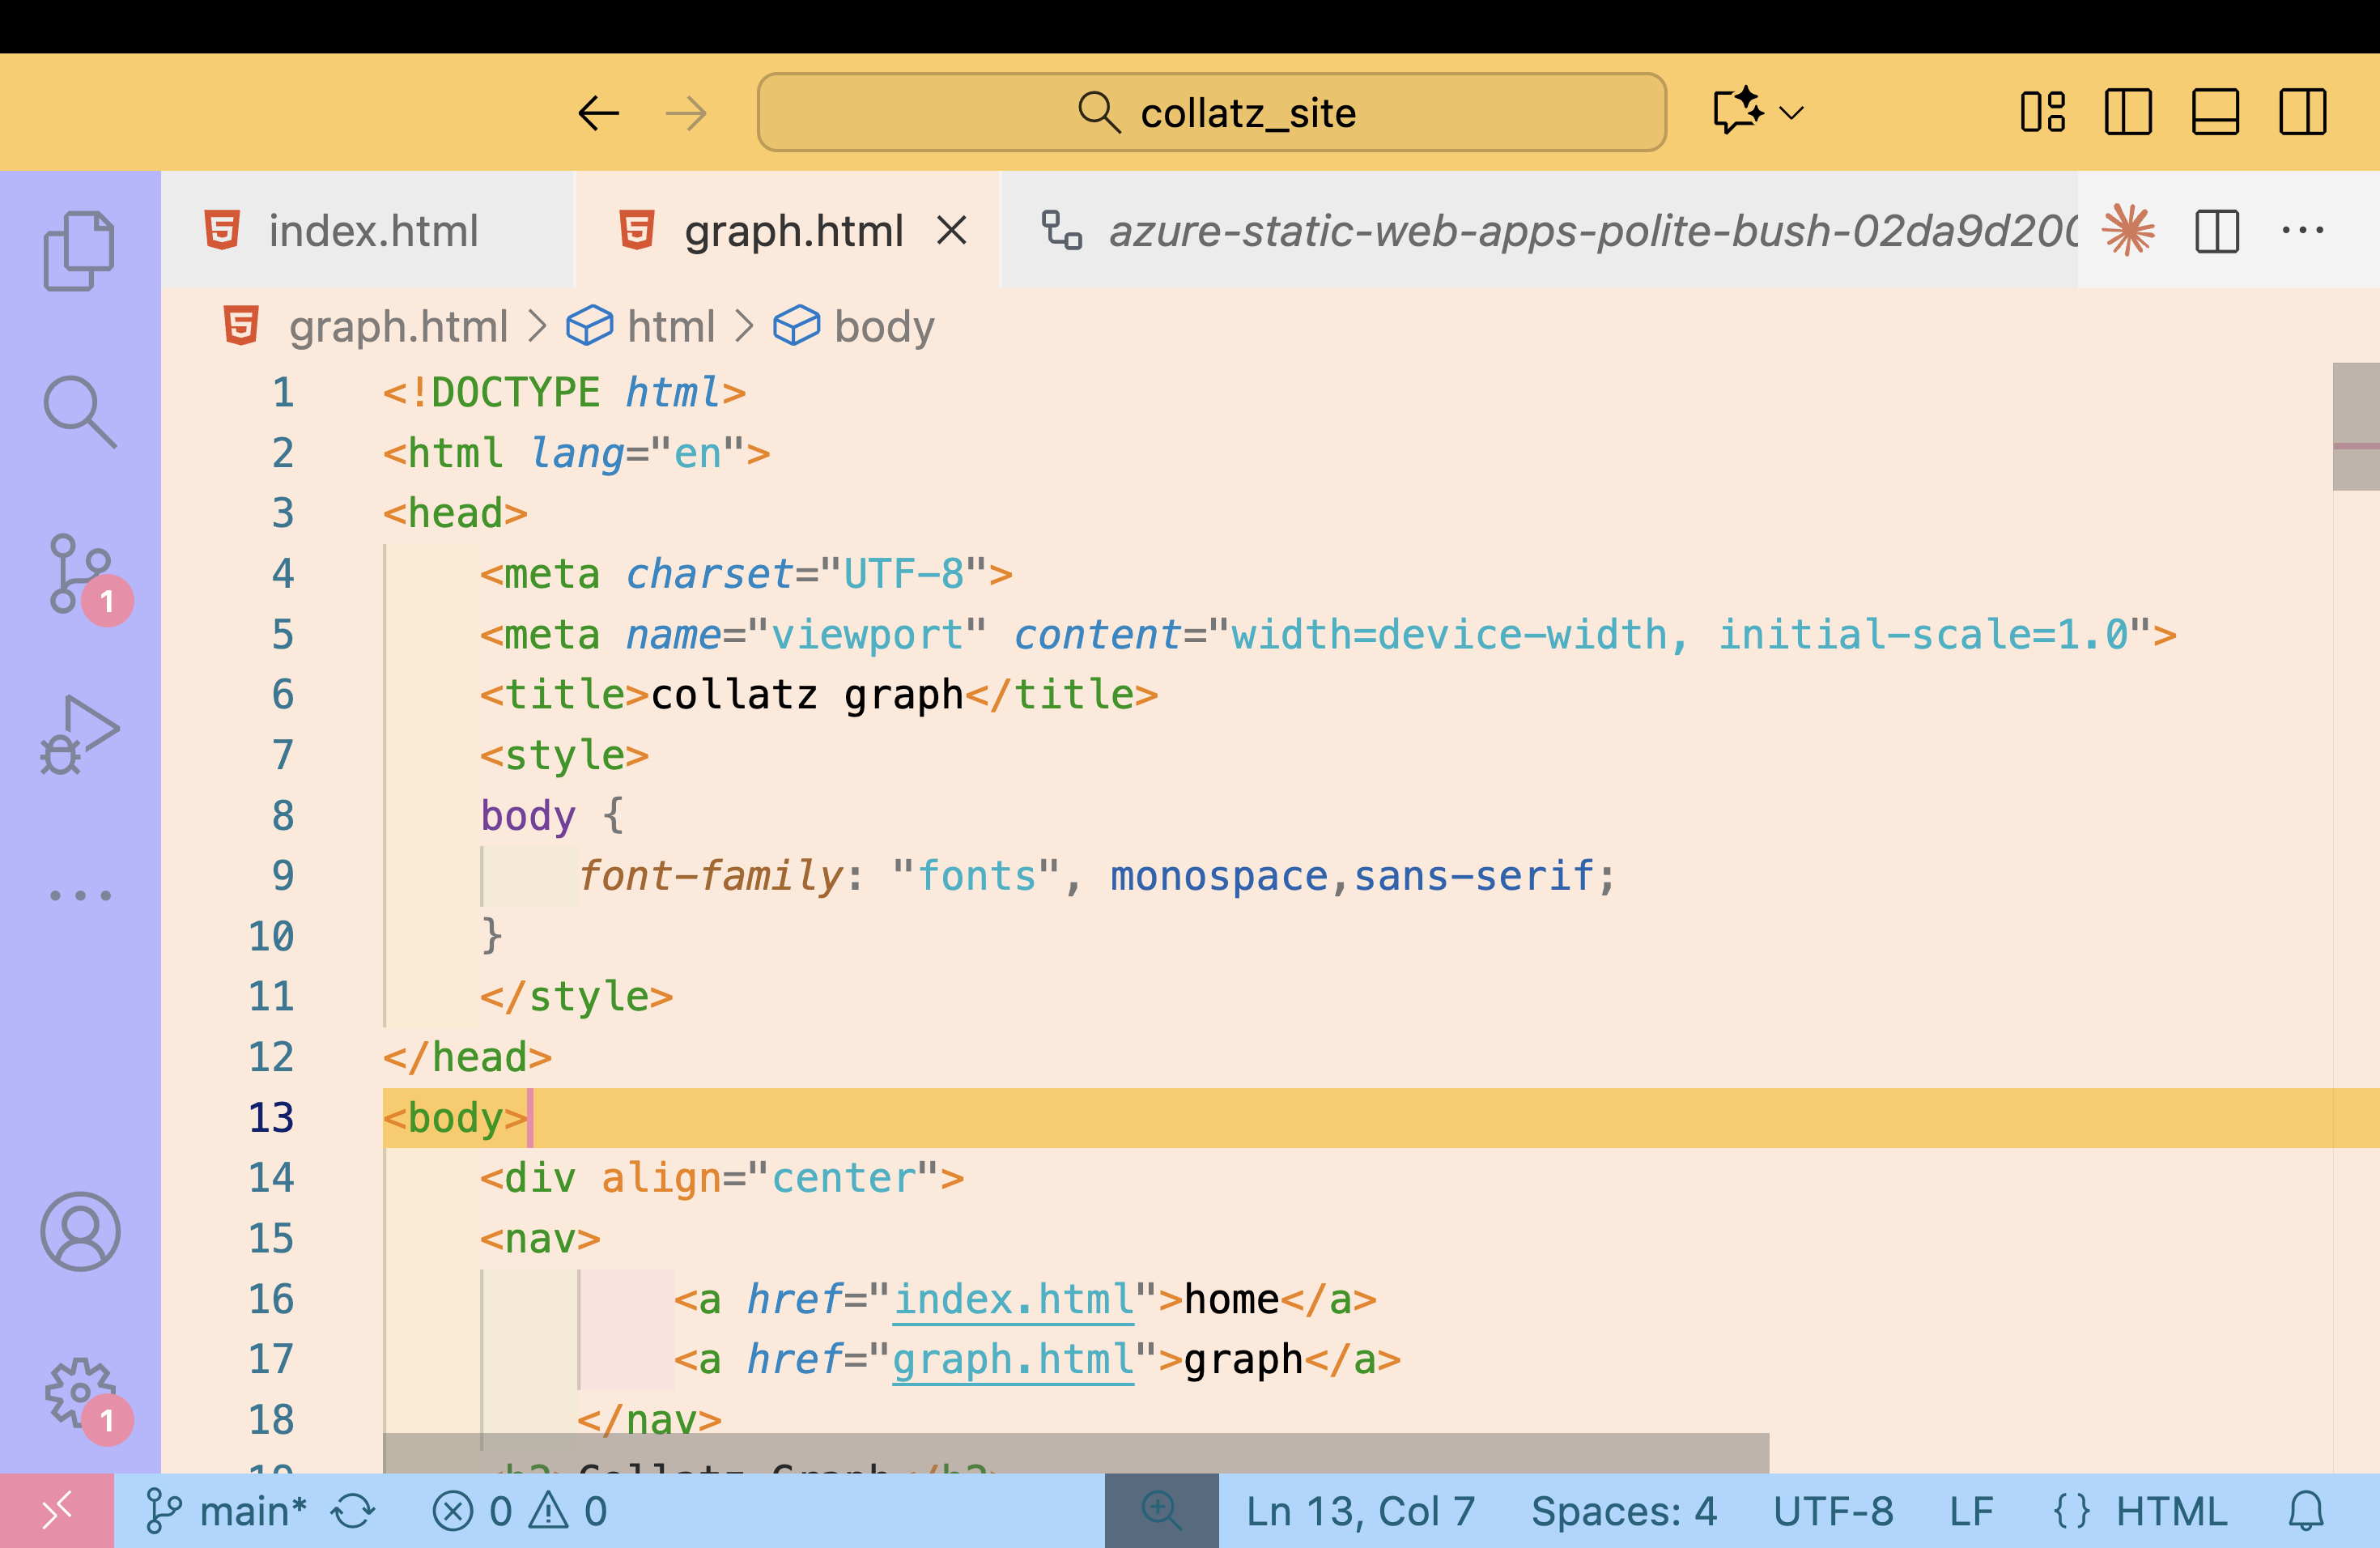 collatz_site
index.html
graph.html
azure-static-web-apps-polite-bush-02da9d200
graph.html > html > body
1 <!DOCTYPE html>
2 <html lang="en">
3 <head>
4 <meta charset="UTF-8">
5 <meta name="viewport" content="width=device-width, initial-scale=1.0">
6 <title>collatz graph</title>
7 <style>
8 body {
9 font-family: "fonts", monospace,sans-serif;
10 }
11 </style>
12 </head>
13 <body>
14 <div align="center">
15 <nav>
16 <a href="index.html">home</a>
17 <a href="graph.html">graph</a>
18 </nav>
19 <h2>Collatz Graph</h2>
1
1
main* 0 0 Ln 13, Col 7 Spaces: 4 UTF-8 LF {} HTML